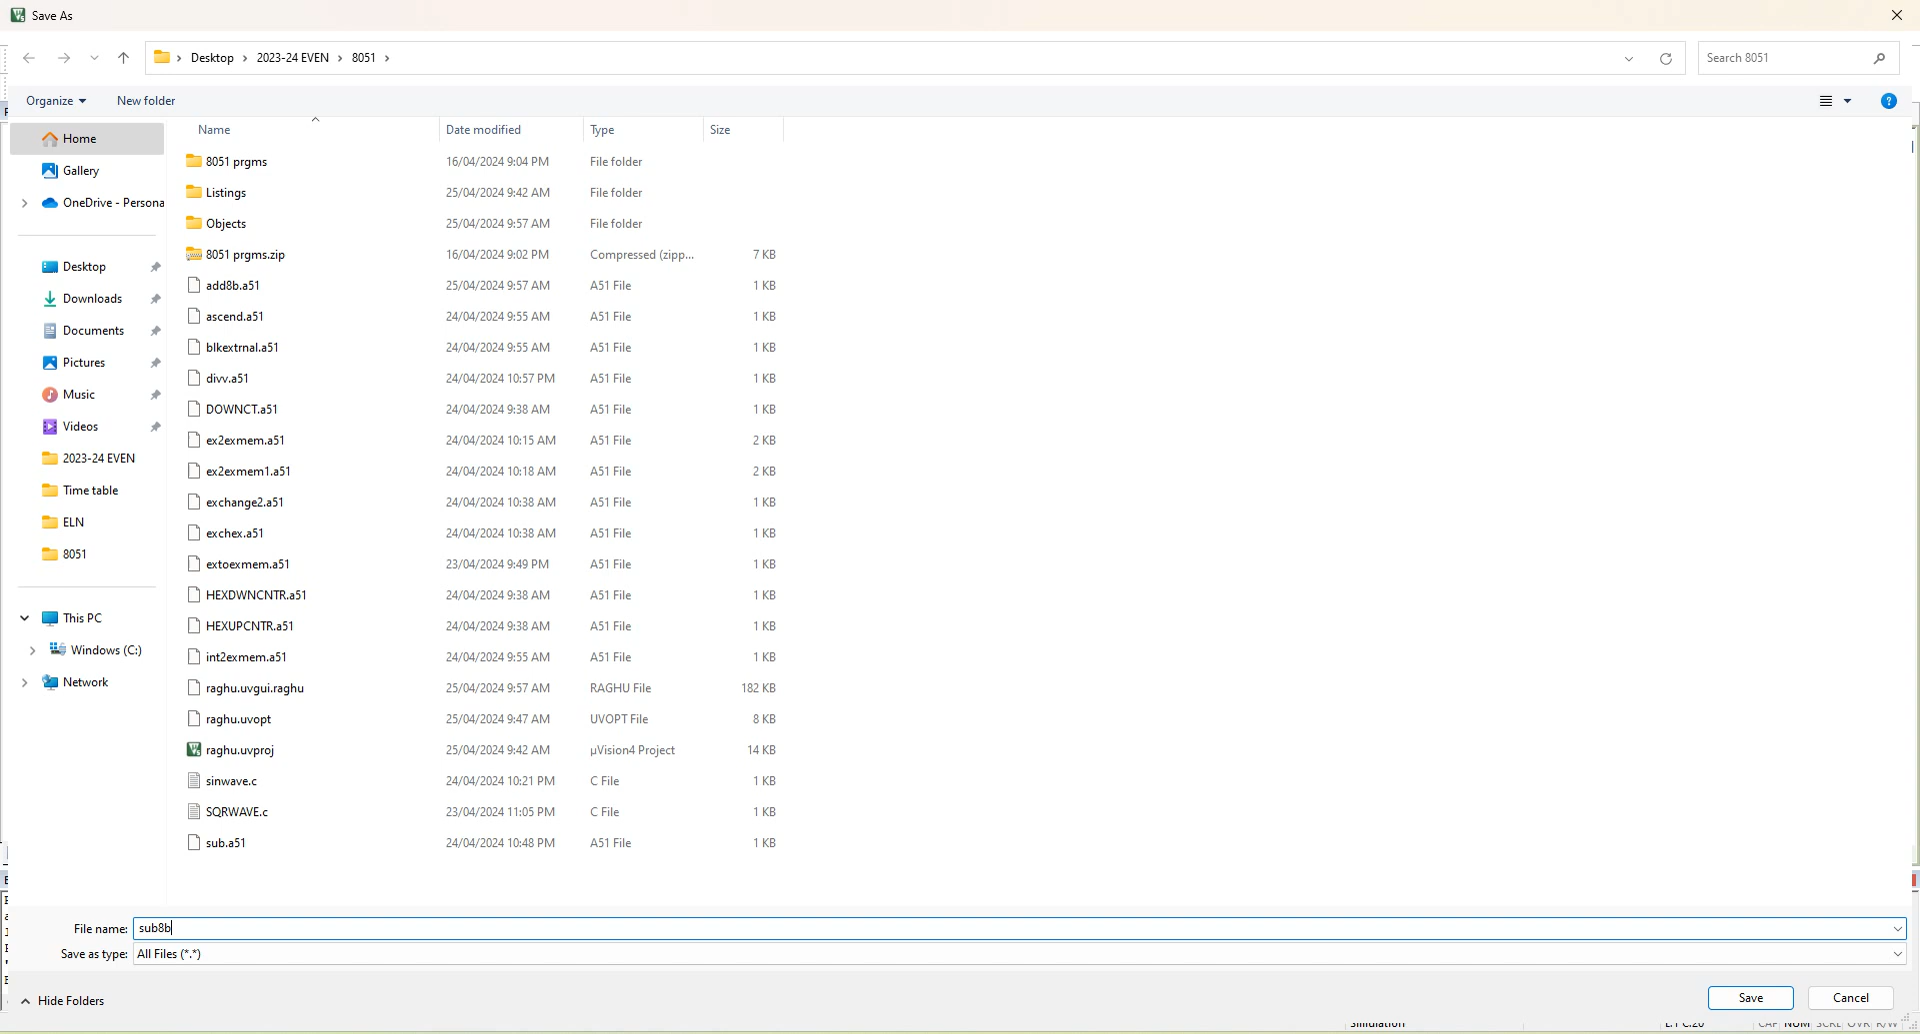 Save As
Desktop > 2023-24 EVEN > 8051 >
Search 8051
Organize New folder
Name Date modified Type Size
Home
Gallery
OneDrive - Persona
Desktop
Downloads
Documents
Pictures
Music
Videos
2023-24 EVEN
Time table
ELN
8051
This PC
Windows (C:)
Network
8051 prgms 16/04/2024 9:04 PM File folder
Listings 25/04/2024 9:42 AM File folder
Objects 25/04/2024 9:57 AM File folder
8051 prgms.zip 16/04/2024 9:02 PM Compressed (zipp... 7 KB
add8b.a51 25/04/2024 9:57 AM A51 File 1 KB
ascend.a51 24/04/2024 9:55 AM A51 File 1 KB
blkextrnal.a51 24/04/2024 9:55 AM A51 File 1 KB
divv.a51 24/04/2024 10:57 PM A51 File 1 KB
DOWNCT.a51 24/04/2024 9:38 AM A51 File 1 KB
ex2exmem.a51 24/04/2024 10:15 AM A51 File 2 KB
ex2exmem1.a51 24/04/2024 10:18 AM A51 File 2 KB
exchange2.a51 24/04/2024 10:38 AM A51 File 1 KB
exchex.a51 24/04/2024 10:38 AM A51 File 1 KB
extoexmem.a51 23/04/2024 9:49 PM A51 File 1 KB
HEXDWNCNTR.a51 24/04/2024 9:38 AM A51 File 1 KB
HEXUPCNTR.a51 24/04/2024 9:38 AM A51 File 1 KB
int2exmem.a51 24/04/2024 9:55 AM A51 File 1 KB
raghu.uvgui.raghu 25/04/2024 9:57 AM RAGHU File 182 KB
raghu.uvopt 25/04/2024 9:47 AM UVOPT File 8 KB
raghu.uvproj 25/04/2024 9:42 AM µVision4 Project 14 KB
sinwave.c 24/04/2024 10:21 PM C File 1 KB
SQRWAVE.c 23/04/2024 11:05 PM C File 1 KB
sub.a51 24/04/2024 10:48 PM A51 File 1 KB
File name: sub8b
Save as type: All Files (*.*)
Hide Folders
Save Cancel
Simulation L:1 C:20 CAP NUM SCRL OVR R/W